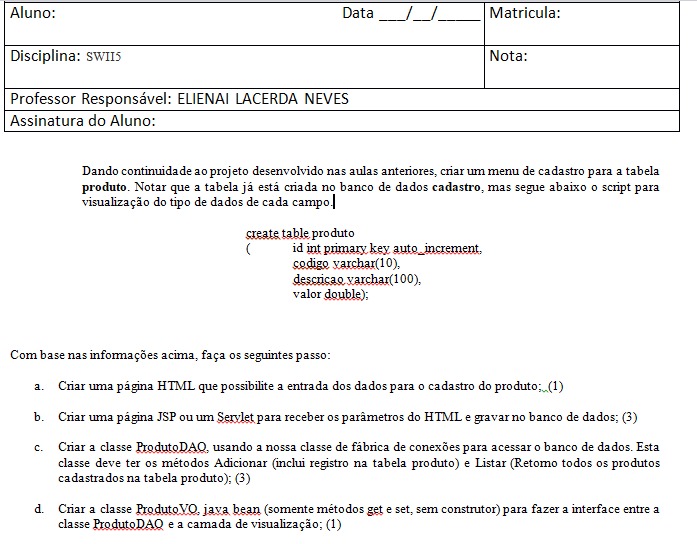 Aluno: Data ___/__/_____ Matricula:
Disciplina: SWII5 Nota:
Professor Responsável: ELIENAI LACERDA NEVES
Assinatura do Aluno:
Dando continuidade ao projeto desenvolvido nas aulas anteriores, criar um menu de cadastro para a tabela
produto. Notar que a tabela já está criada no banco de dados cadastro, mas segue abaixo o script para
visualização do tipo de dados de cada campo.
create table produto
( id int primary key auto_increment,
codigo varchar(10),
descricao varchar(100),
valor double);
Com base nas informações acima, faça os seguintes passo:
a. Criar uma página HTML que possibilite a entrada dos dados para o cadastro do produto; (1)
b. Criar uma página JSP ou um Servlet para receber os parâmetros do HTML e gravar no banco de dados; (3)
c. Criar a classe ProdutoDAO, usando a nossa classe de fábrica de conexões para acessar o banco de dados. Esta
classe deve ter os métodos Adicionar (inclui registro na tabela produto) e Listar (Retorno todos os produtos
cadastrados na tabela produto); (3)
d. Criar a classe ProdutoVO, java bean (somente métodos get e set, sem construtor) para fazer a interface entre a
classe ProdutoDAO e a camada de visualização; (1)